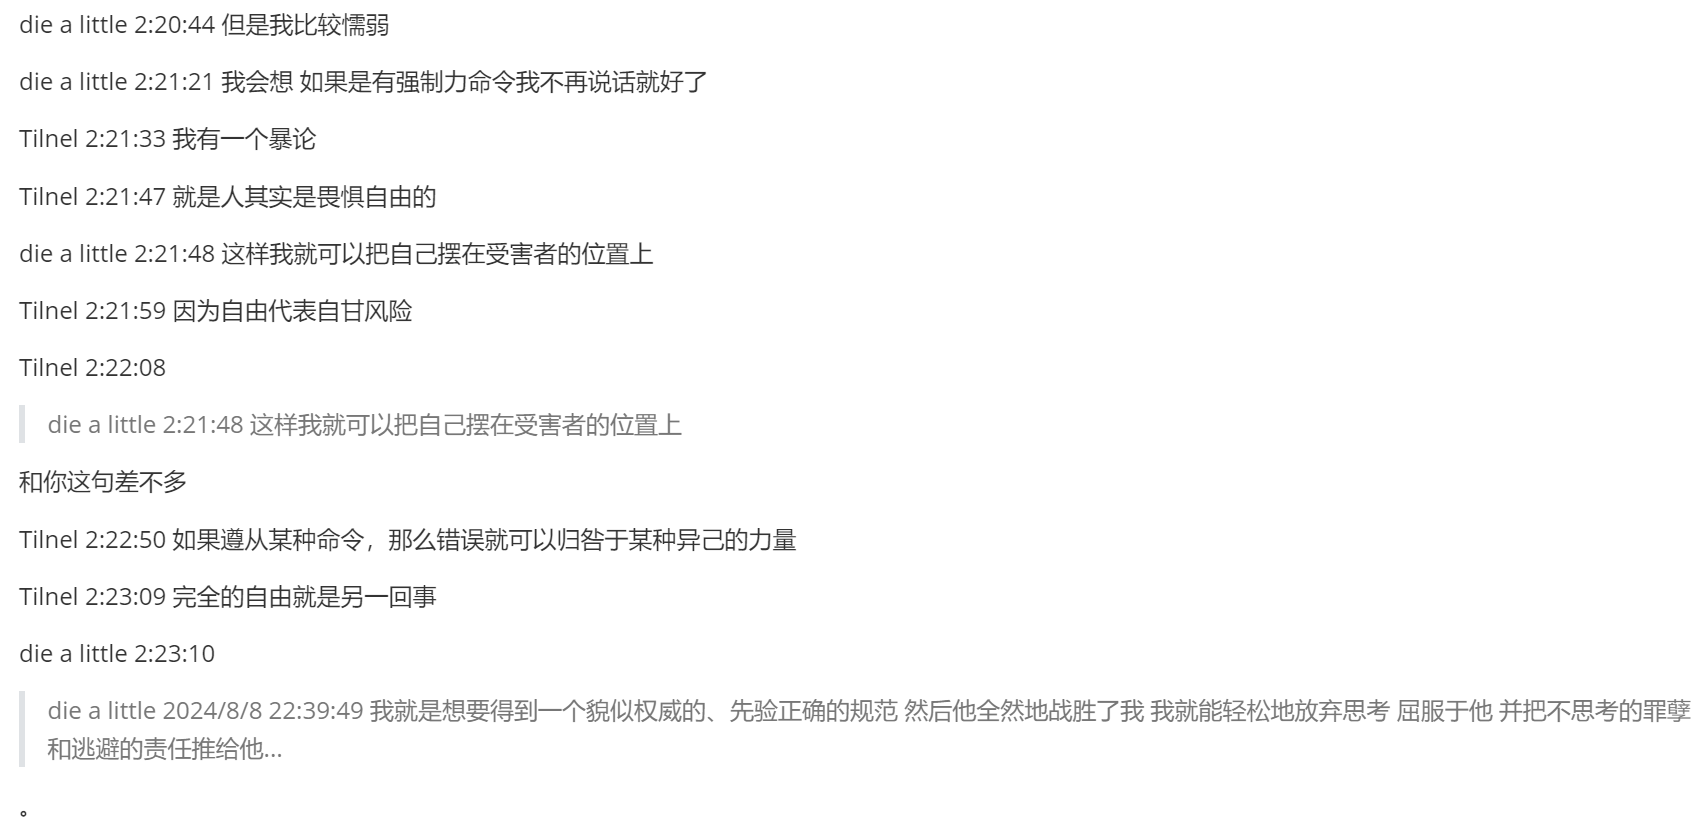 die a little 2:20:44 但是我比较懦弱
die a little 2:21:21 我会想 如果是有强制力命令我不再说话就好了
Tilnel 2:21:33 我有一个暴论
Tilnel 2:21:47 就是人其实是畏惧自由的
die a little 2:21:48 这样我就可以把自己摆在受害者的位置上
Tilnel 2:21:59 因为自由代表自甘风险
Tilnel 2:22:08
die a little 2:21:48 这样我就可以把自己摆在受害者的位置上
和你这句差不多
Tilnel 2:22:50 如果遵从某种命令，那么错误就可以归咎于某种异己的力量
Tilnel 2:23:09 完全的自由就是另一回事
die a little 2:23:10
die a little 2024/8/8 22:39:49 我就是想要得到一个貌似权威的、先验正确的规范 然后他全然地战胜了我 我就能轻松地放弃思考 屈服于他 并把不思考的罪孽
和逃避的责任推给他...
。